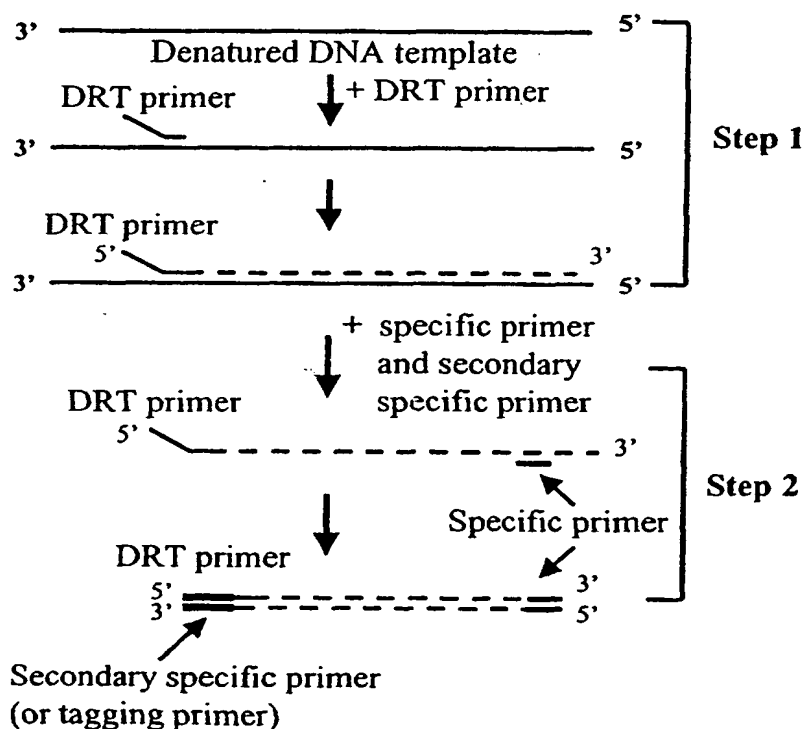 3’ 5’
Denatured DNA template
DRT primer + DRT primer
3’ 5’
Step 1
DRT primer
5’ 3’
3’ 5’
+ specific primer
and secondary
specific primer
DRT primer
5’ 3’
Step 2
Specific primer
DRT primer
5’ 3’
3’ 5’
Secondary specific primer
(or tagging primer)